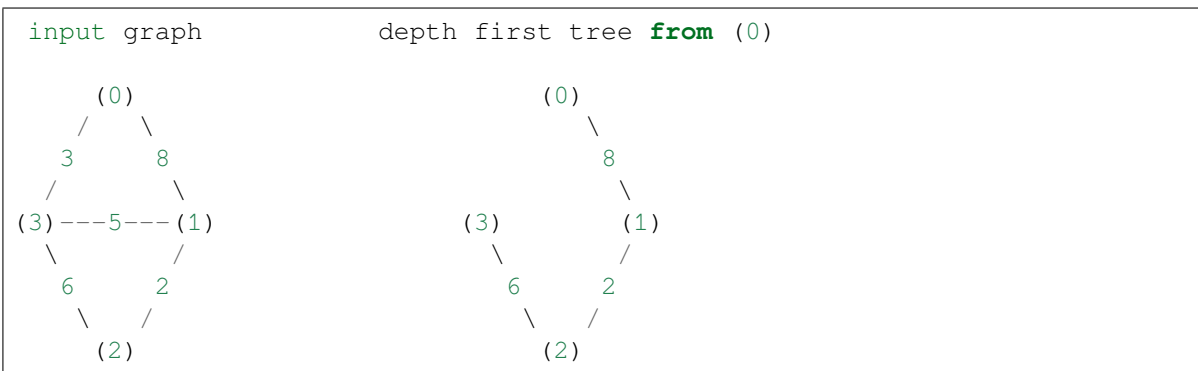 input graph             depth first tree from (0)
     (0)                             (0)
    /   \                               \
   3     8                               8
  /       \                               \
(3)---5---(1)               (3)           (1)
  \       /                   \           /
   6     2                     6         2
    \   /                       \       /
     (2)                           (2)